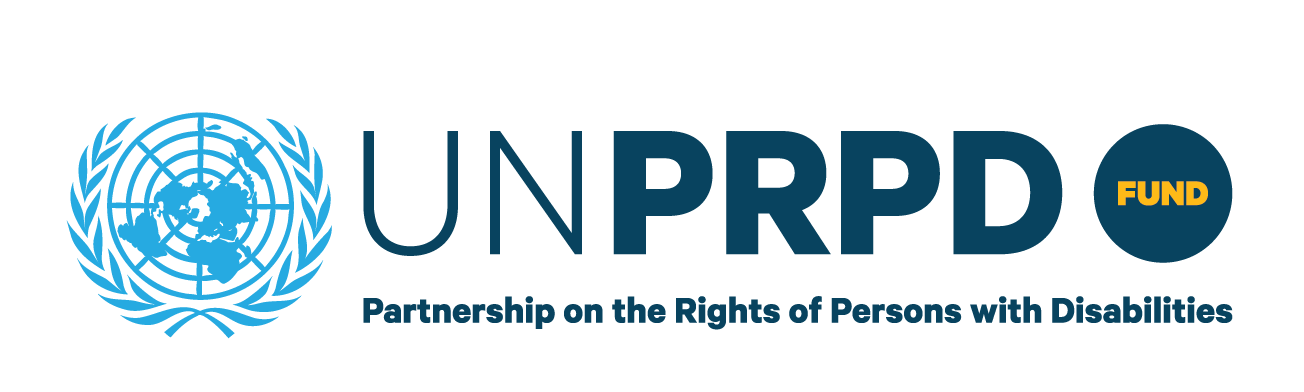 UNPRPD FUND
Partnership on the Rights of Persons with Disabilities